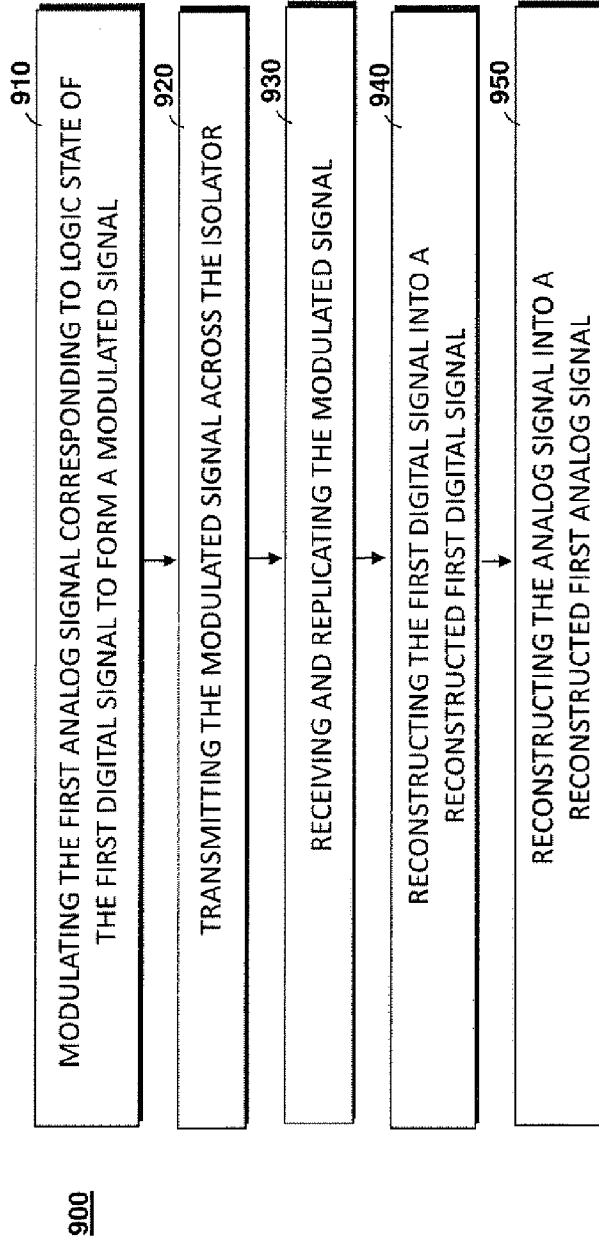 900
910
MODULATING THE FIRST ANALOG SIGNAL CORRESPONDING TO LOGIC STATE OF
THE FIRST DIGITAL SIGNAL TO FORM A MODULATED SIGNAL
920
TRANSMITTING THE MODULATED SIGNAL ACROSS THE ISOLATOR
930
RECEIVING AND REPLICATING THE MODULATED SIGNAL
940
RECONSTRUCTING THE FIRST DIGITAL SIGNAL INTO A
RECONSTRUCTED FIRST DIGITAL SIGNAL
950
RECONSTRUCTING THE ANALOG SIGNAL INTO A
RECONSTRUCTED FIRST ANALOG SIGNAL